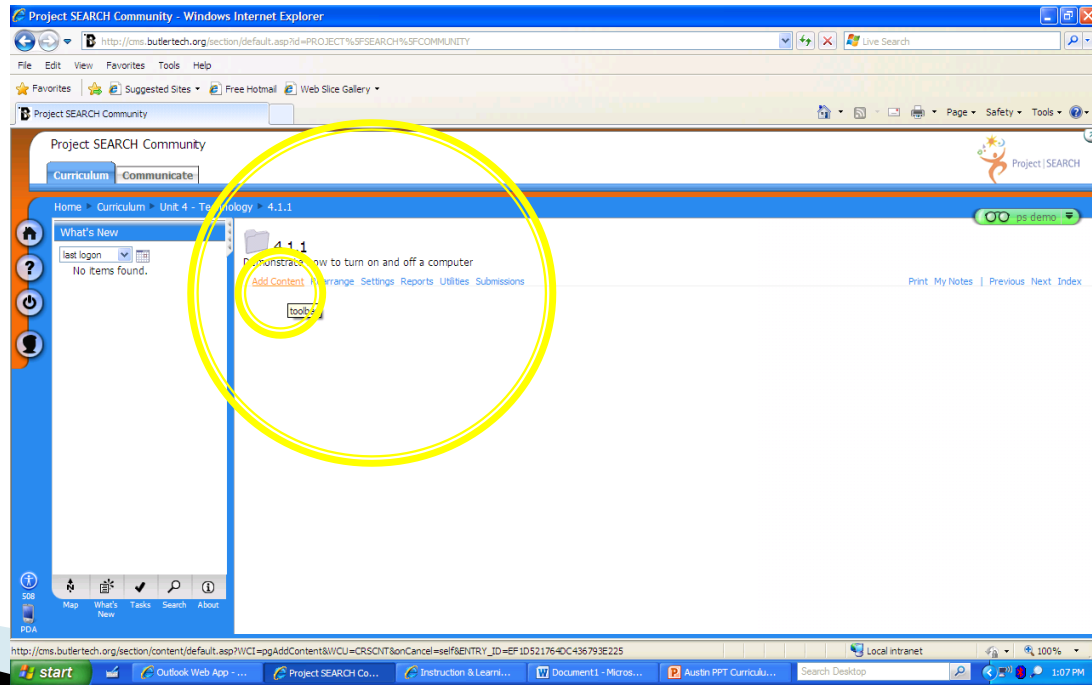 Project SEARCH Community - Windows Internet Explorer
http://cms.butlertech.org/section/default.asp?id=PROJECT%5FSEARCH%5FCOMMUNITY
Live Search
File Edit View Favorites Tools Help
Favorites Suggested Sites Free Hotmail Web Slice Gallery
Project SEARCH Community
Page Safety Tools
Project SEARCH Community
Project | SEARCH
Curriculum Communicate
Home Curriculum Unit 4 - Technology 4.1.1
ps demo
What's New
4.1.1
last logon
Demonstrate how to turn on and off a computer
No items found.
Add Content Rearrange Settings Reports Utilities Submissions
Print My Notes | Previous Next Index
toolbar
508
Map What's New Tasks Search About
PDA
http://cms.butlertech.org/section/content/default.asp?WCI=pgAddContent&WCU=CRSCNT&onCancel=self&ENTRY_ID=EF1D521764DC436793E225
Local intranet
100%
start
Outlook Web App - ...
Project SEARCH Co...
Instruction & Learni...
Document1 - Micros...
Austin PPT Curriculu...
Search Desktop
1:07 PM